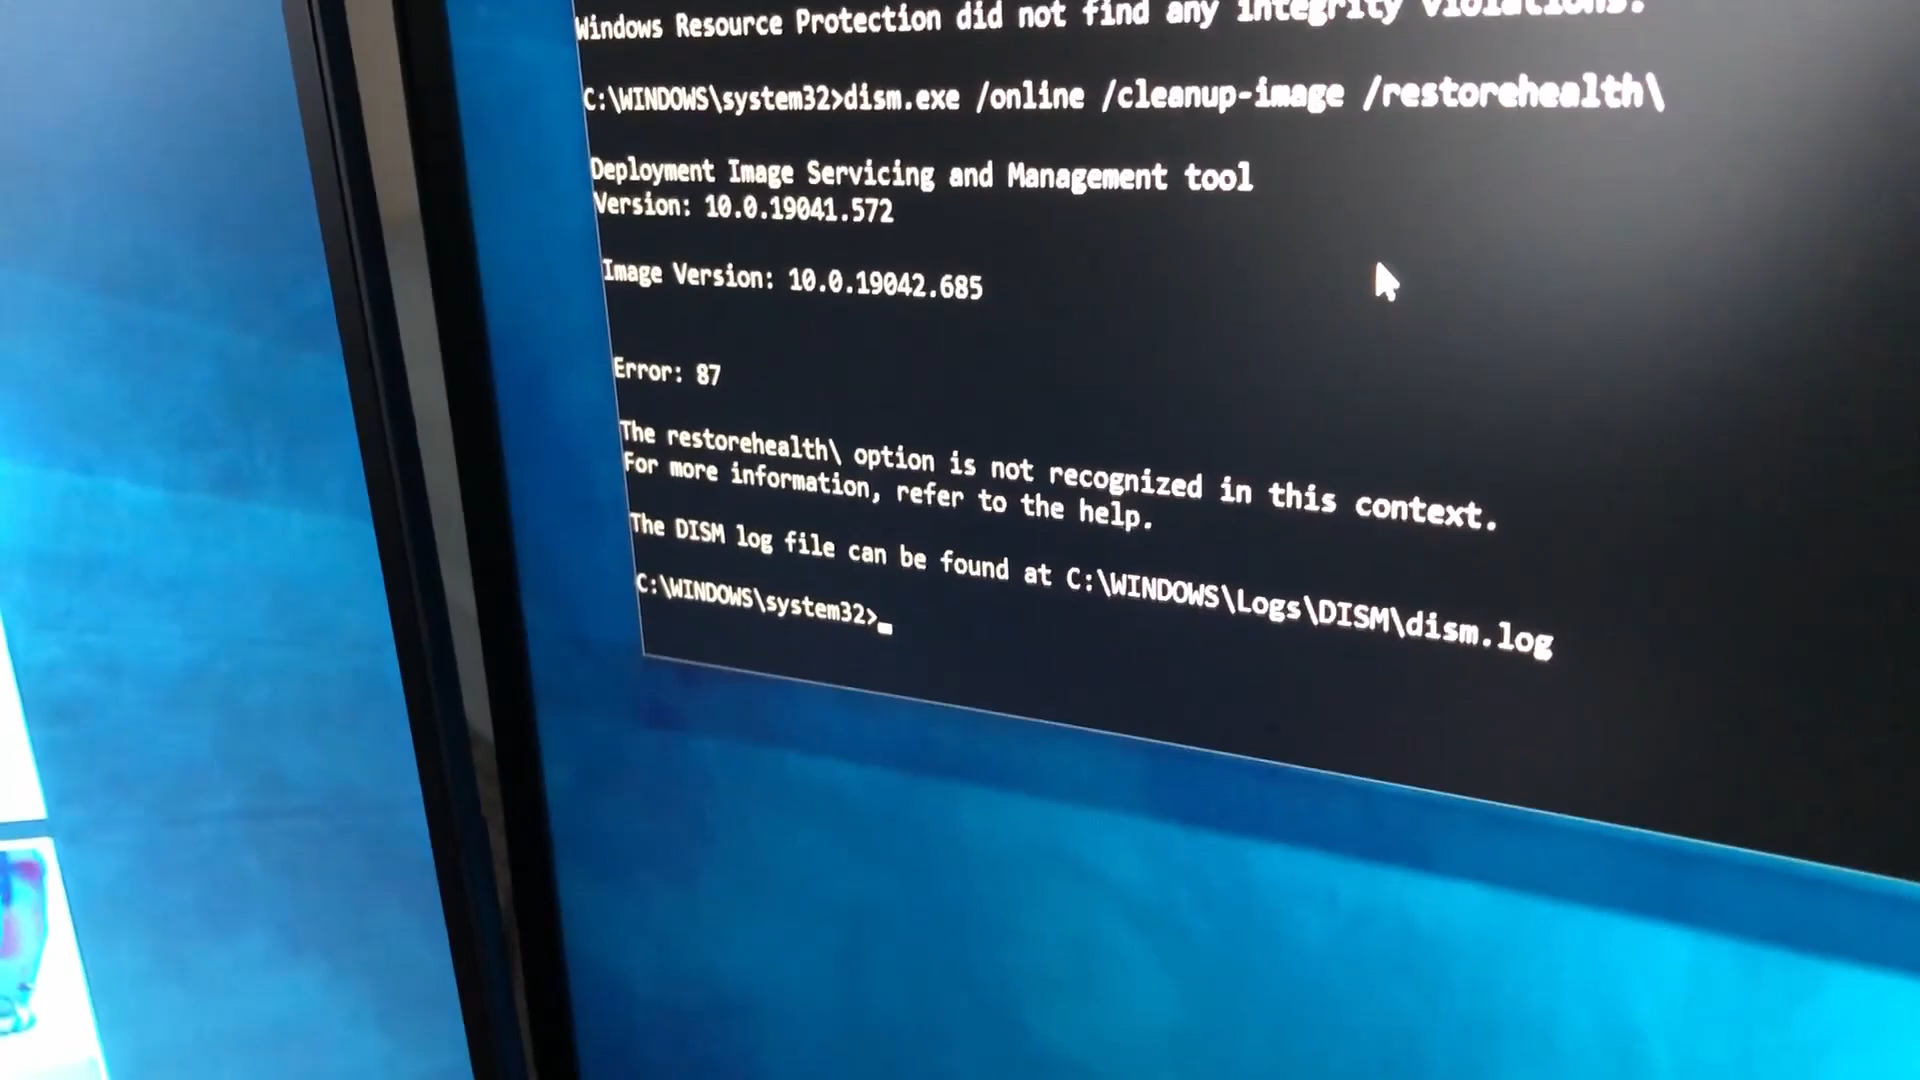 Windows Resource Protection did not find any integrity violations.
C:\WINDOWS\system32>dism.exe /online /cleanup-image /restorehealth\
Deployment Image Servicing and Management tool
Version: 10.0.19041.572
Image Version: 10.0.19042.685
Error: 87
The restorehealth\ option is not recognized in this context.
For more information, refer to the help.
The DISM log file can be found at C:\WINDOWS\Logs\DISM\dism.log
C:\WINDOWS\system32>